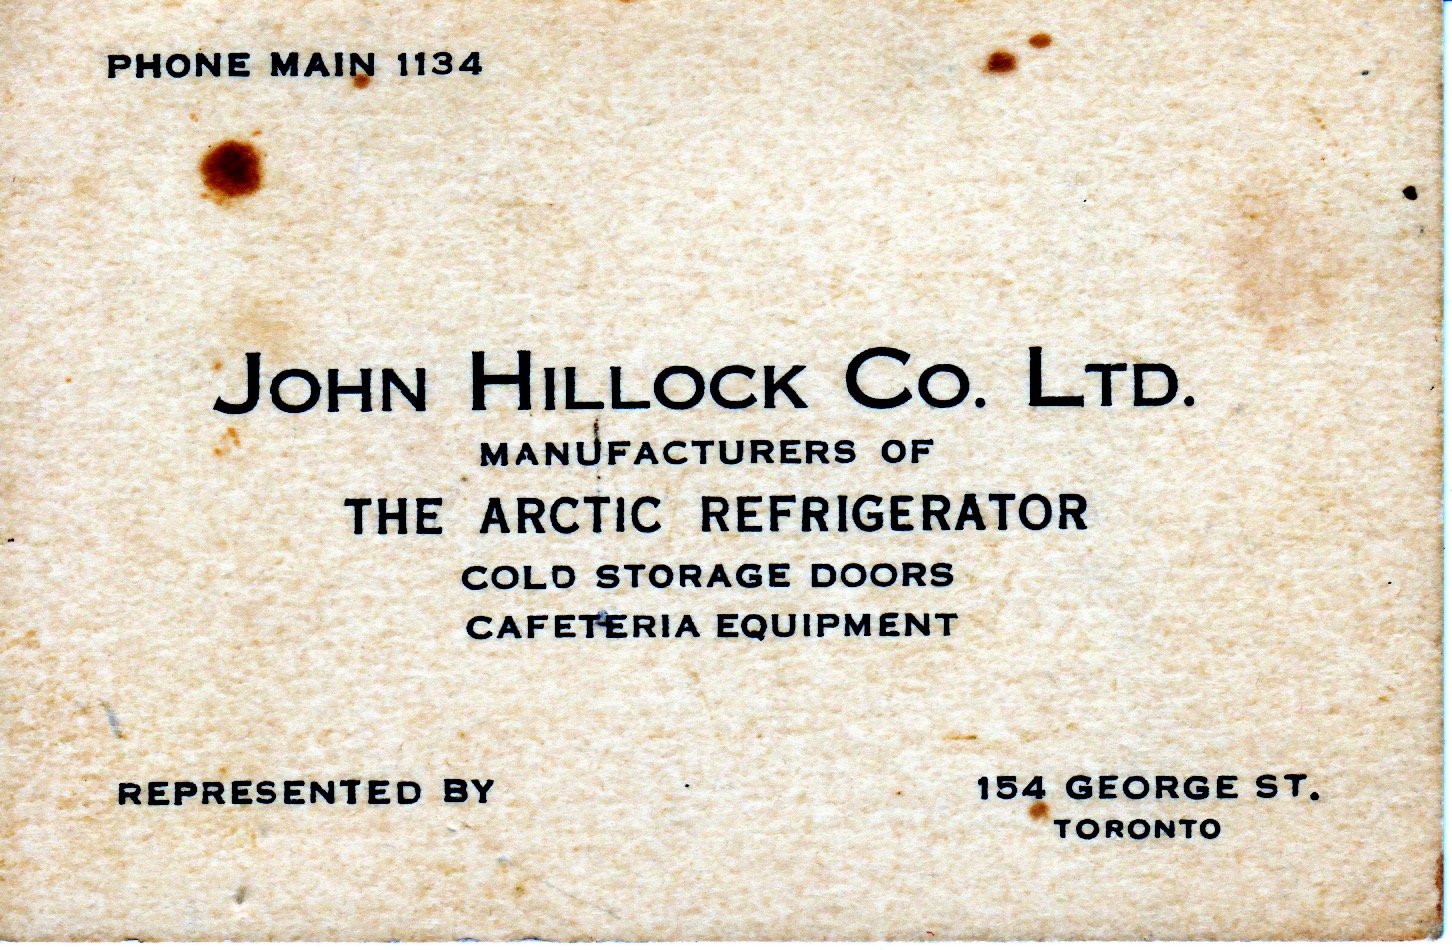 PHONE MAIN 1134
JOHN HILLOCK CO. LTD.
MANUFACTURERS OF
THE ARCTIC REFRIGERATOR
COLD STORAGE DOORS
CAFETERIA EQUIPMENT
REPRESENTED BY
154 GEORGE ST.
TORONTO